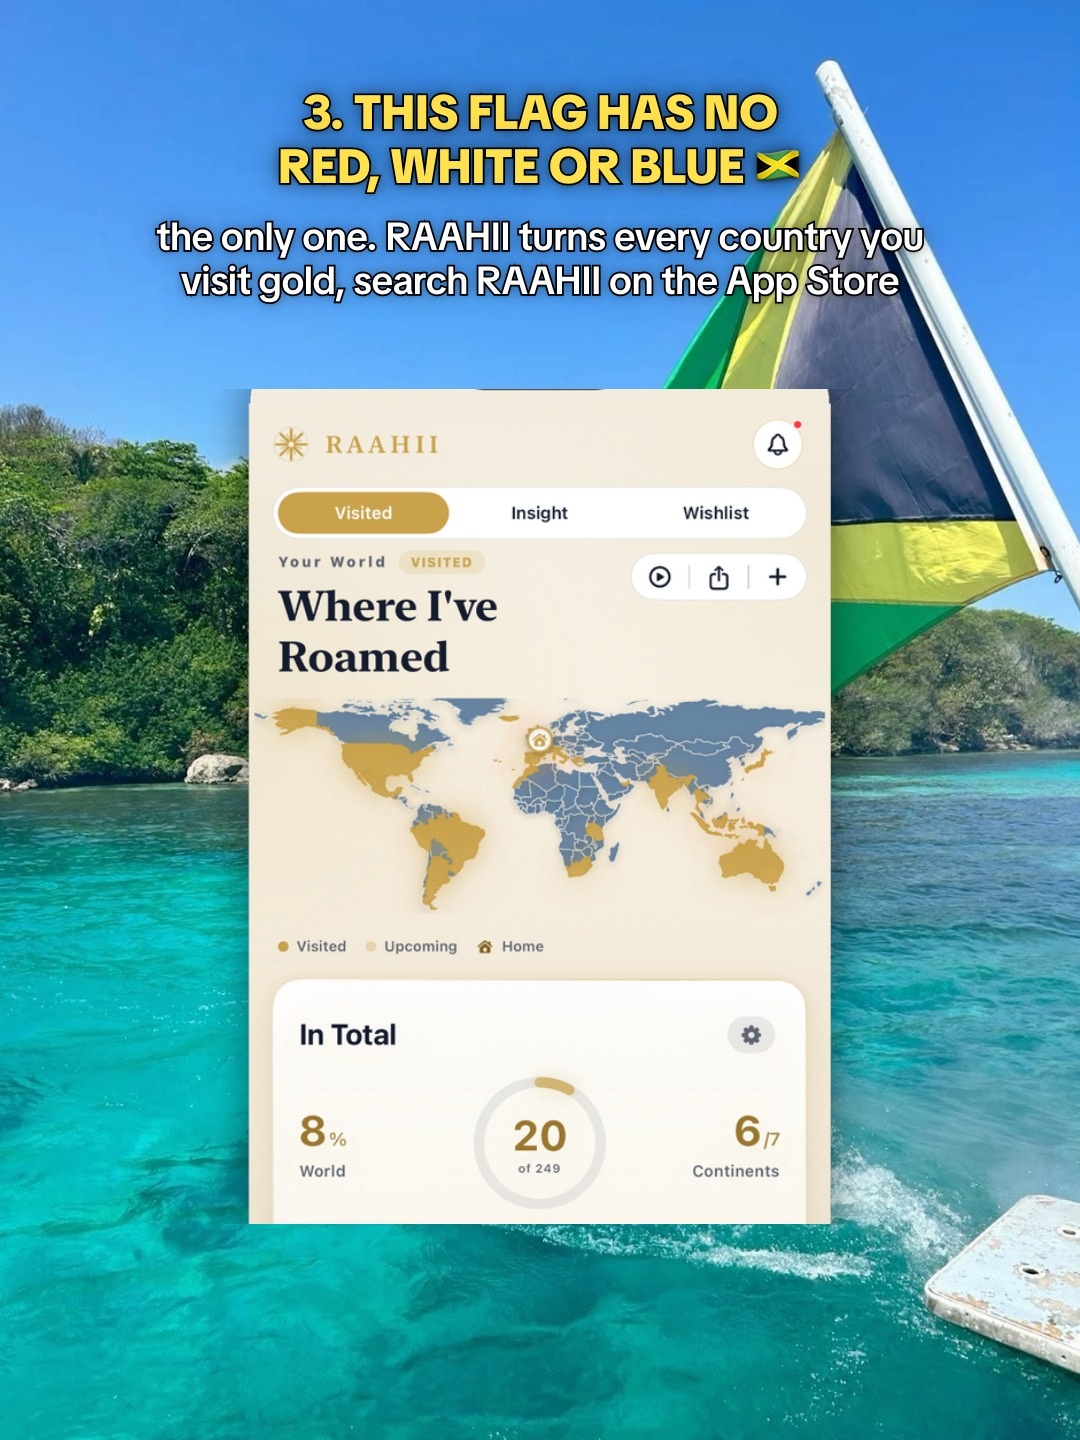 3. THIS FLAG HAS NO
RED, WHITE OR BLUE 🇯🇲
the only one. RAAHII turns every country you
visit gold, search RAAHII on the App Store
RAAHII
Visited
Insight
Wishlist
Your World
VISITED
Where I've
Roamed
Visited
Upcoming
Home
In Total
8%
World
20
of 249
6/7
Continents